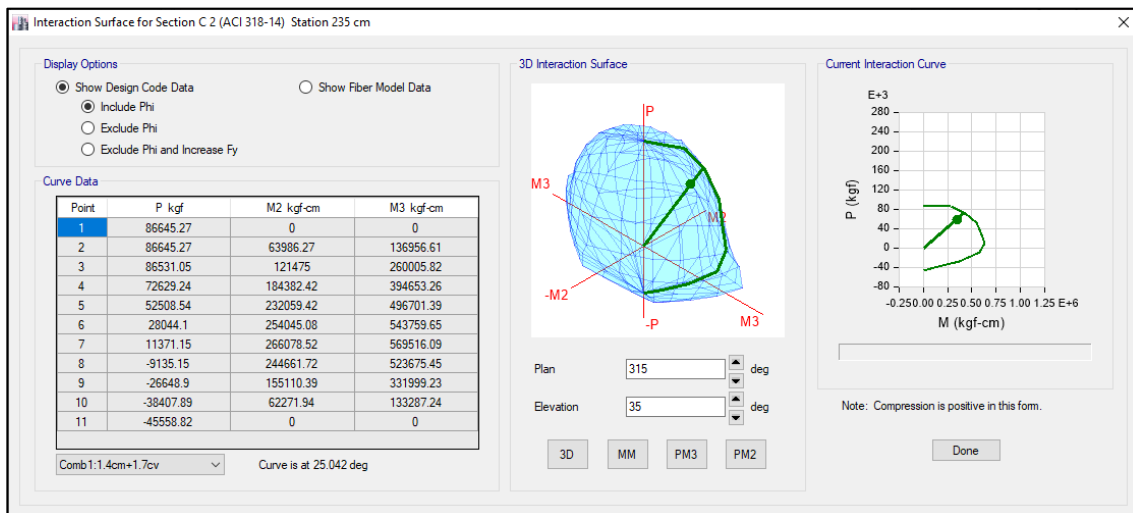 Interaction Surface for Section C 2 (ACI 318-14) Station 235 cm
Display Options
Show Design Code Data Show Fiber Model Data
Include Phi
Exclude Phi
Exclude Phi and Increase Fy
Curve Data
Point P kgf M2 kgf-cm M3 kgf-cm
1 86645.27 0 0
2 86645.27 63986.27 136956.61
3 86531.05 121475 260005.82
4 72629.24 184382.42 394653.26
5 52508.54 232059.42 496701.39
6 28044.1 254045.08 543759.65
7 11371.15 266078.52 569516.09
8 -9135.15 244661.72 523675.45
9 -26648.9 155110.39 331999.23
10 -38407.89 62271.94 133287.24
11 -45558.82 0 0
Comb1:1.4cm+1.7cv Curve is at 25.042 deg
3D Interaction Surface
P
M3
M2
-M2
M3
-P
Plan 315 deg
Elevation 35 deg
3D MM PM3 PM2
Current Interaction Curve
E+3
280
240
200
160
120
80
40
0
-40
-80
P (kgf)
-0.250.00 0.25 0.50 0.75 1.00 1.25 E+6
M (kgf-cm)
Note: Compression is positive in this form.
Done